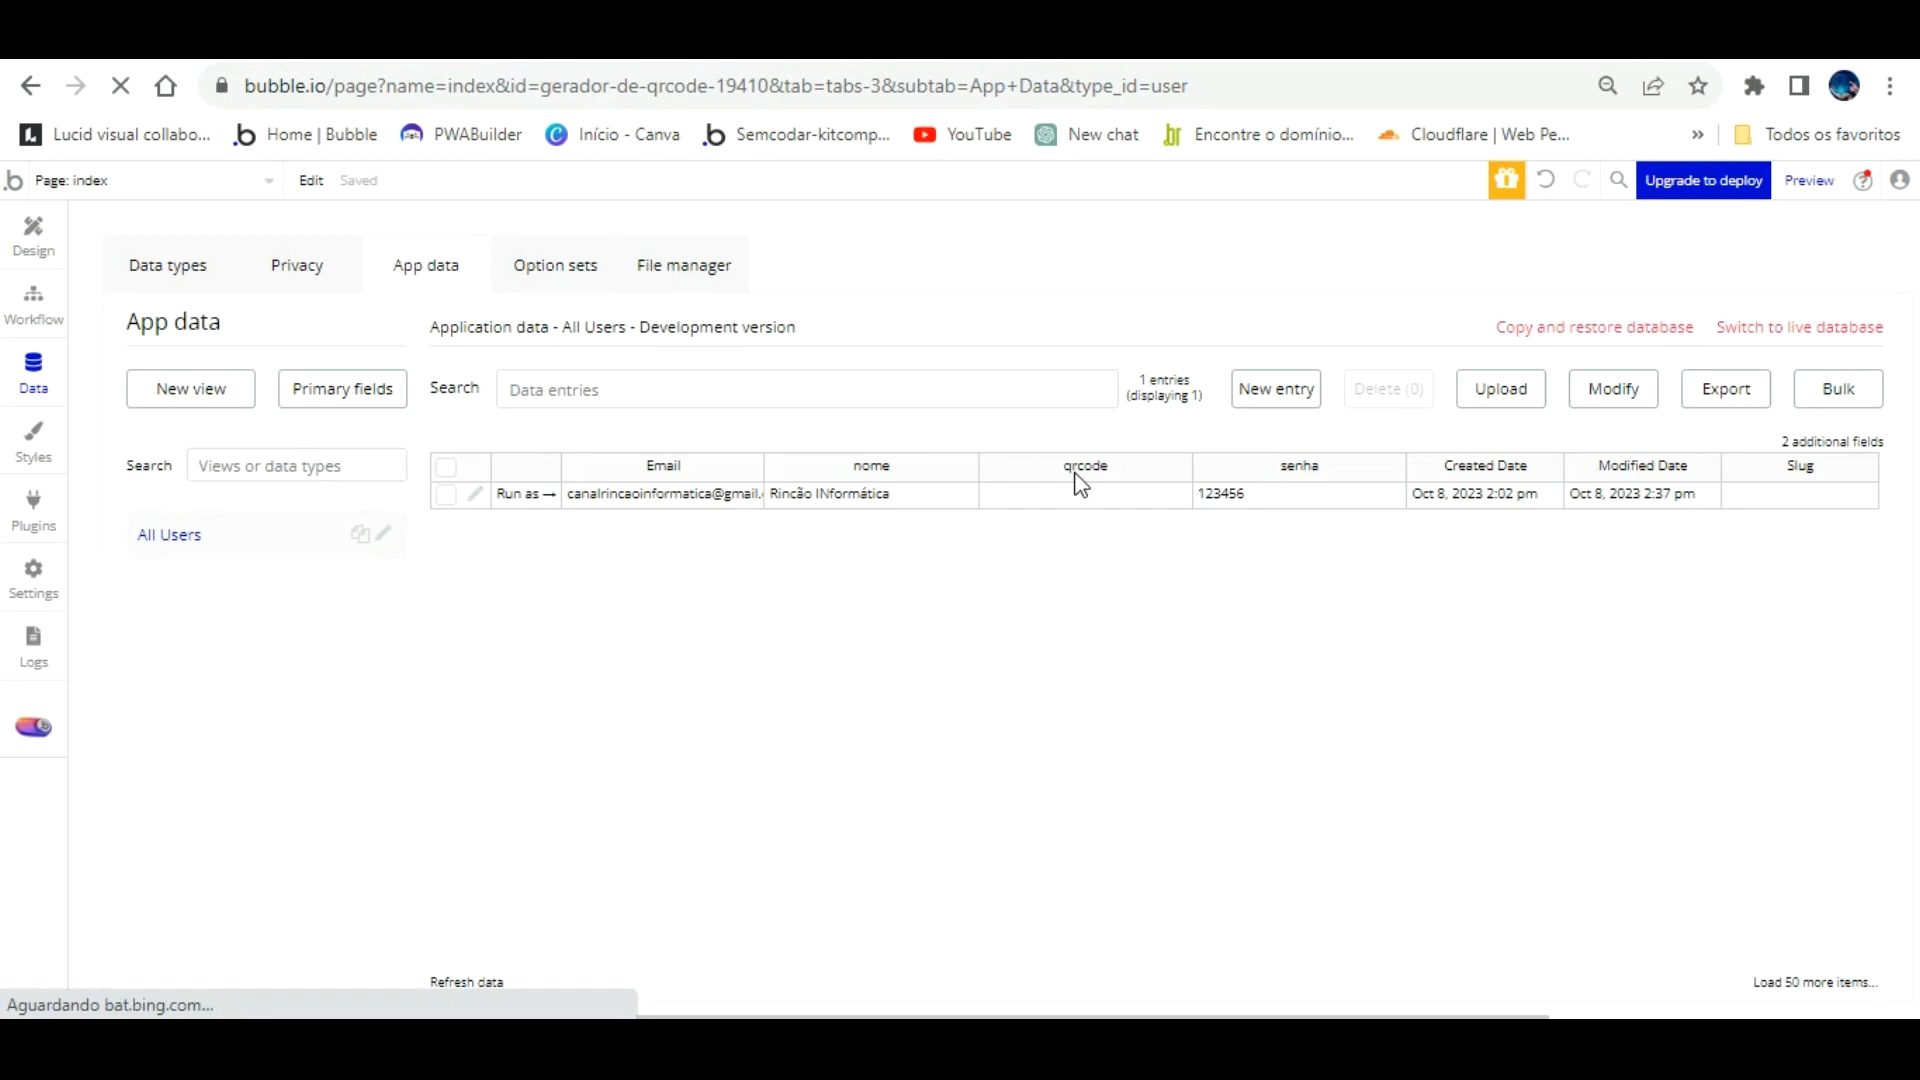 bubble.io/page?name=index&id=gerador-de-qrcode-19410&tab=tabs-3&subtab=App+Data&type_id=user
Lucid visual collabo... Home | Bubble PWABuilder Início - Canva Semcodar-kitcomp... YouTube New chat Encontre o domínio... Cloudflare | Web Pe... » Todos os favoritos
Page: index Edit Saved Upgrade to deploy Preview
Design
Workflow
Data
Styles
Plugins
Settings
Logs
Data types Privacy App data Option sets File manager
App data
Application data - All Users - Development version Copy and restore database Switch to live database
New view Primary fields Search Data entries 1 entries (displaying 1) New entry Delete (0) Upload Modify Export Bulk
2 additional fields
Search Views or data types
Email nome qrcode senha Created Date Modified Date Slug
Run as → canalrincaoinformatica@gmail. Rincão INformática 123456 Oct 8, 2023 2:02 pm Oct 8, 2023 2:37 pm
All Users
Refresh data Load 50 more items...
Aguardando bat.bing.com...